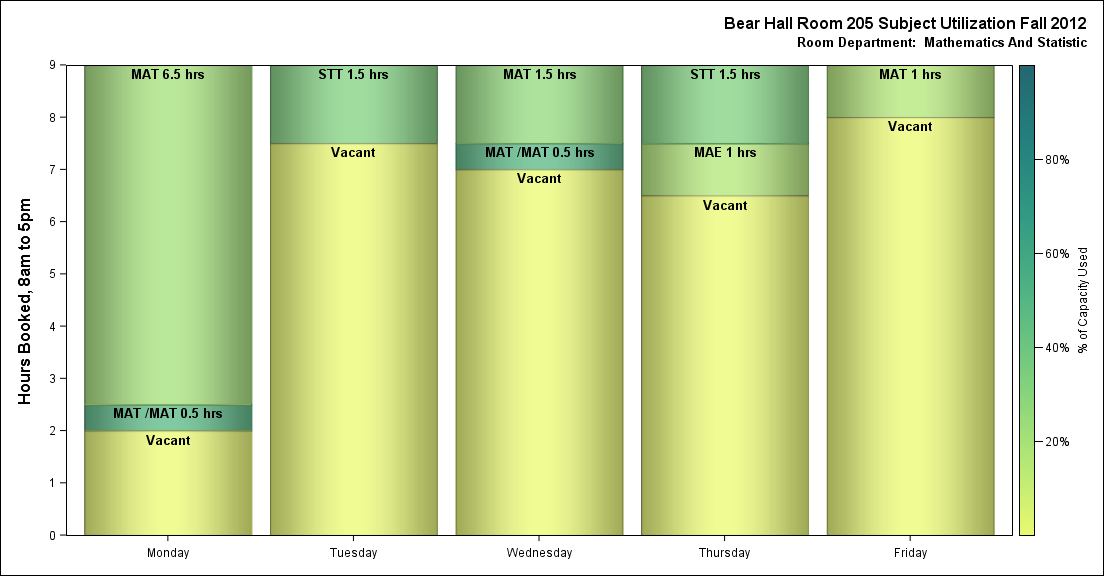 Bear Hall Room 205 Subject Utilization Fall 2012
Room Department:  Mathematics And Statistic
Hours Booked, 8am to 5pm
9
8
7
6
5
4
3
2
1
0
MAT 6.5 hrs
MAT /MAT 0.5 hrs
Vacant
STT 1.5 hrs
Vacant
MAT 1.5 hrs
MAT /MAT 0.5 hrs
Vacant
STT 1.5 hrs
MAE 1 hrs
Vacant
MAT 1 hrs
Vacant
Monday
Tuesday
Wednesday
Thursday
Friday
80%
60%
40%
20%
% of Capacity Used